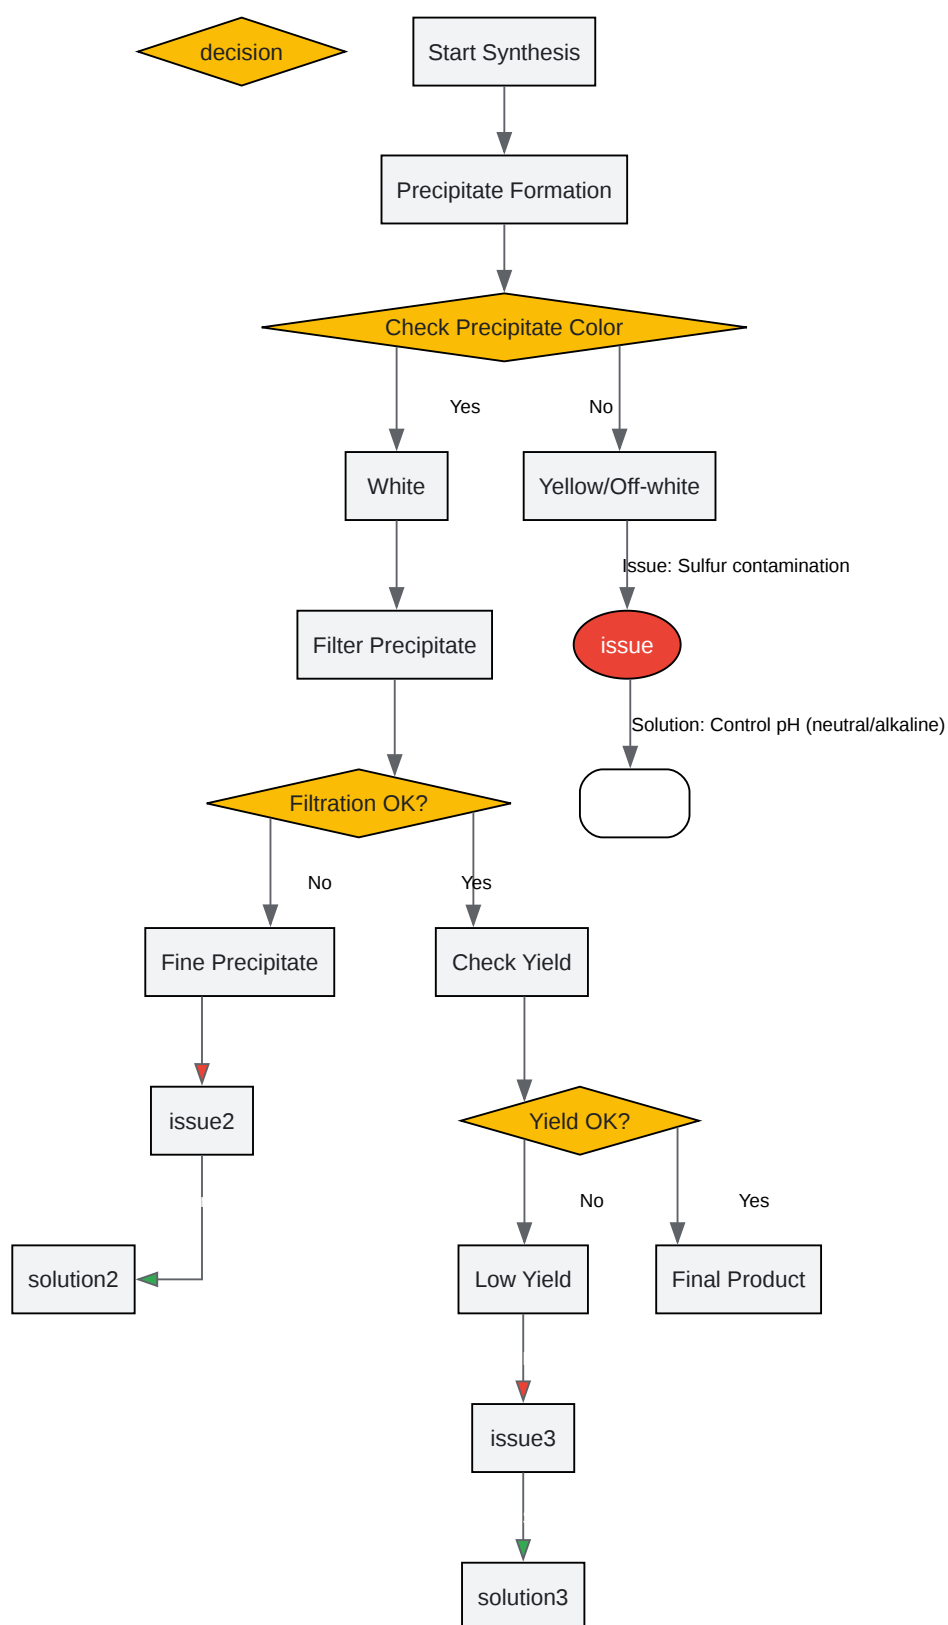 decision
Start Synthesis
Precipitate Formation
Check Precipitate Color
Yes
No
White
Yellow/Off-white
Issue: Sulfur contamination
Filter Precipitate
issue
Solution: Control pH (neutral/alkaline)
Filtration OK?
No
Yes
Fine Precipitate
Check Yield
issue2
Yield OK?
No
Yes
solution2
Low Yield
Final Product
issue3
solution3